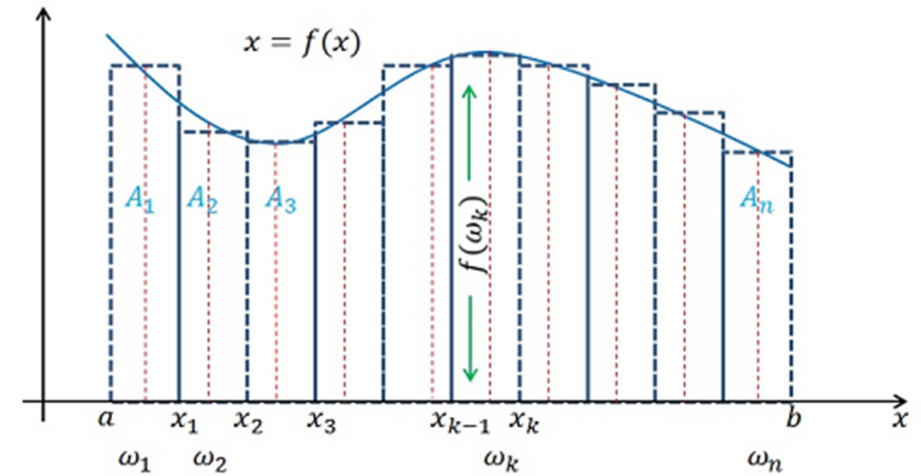 x = f(x)
A₁ A₂ A₃ f(ωₖ) Aₙ
a x₁ x₂ x₃ xₖ₋₁ xₖ b x
ω₁ ω₂ ωₖ ωₙ